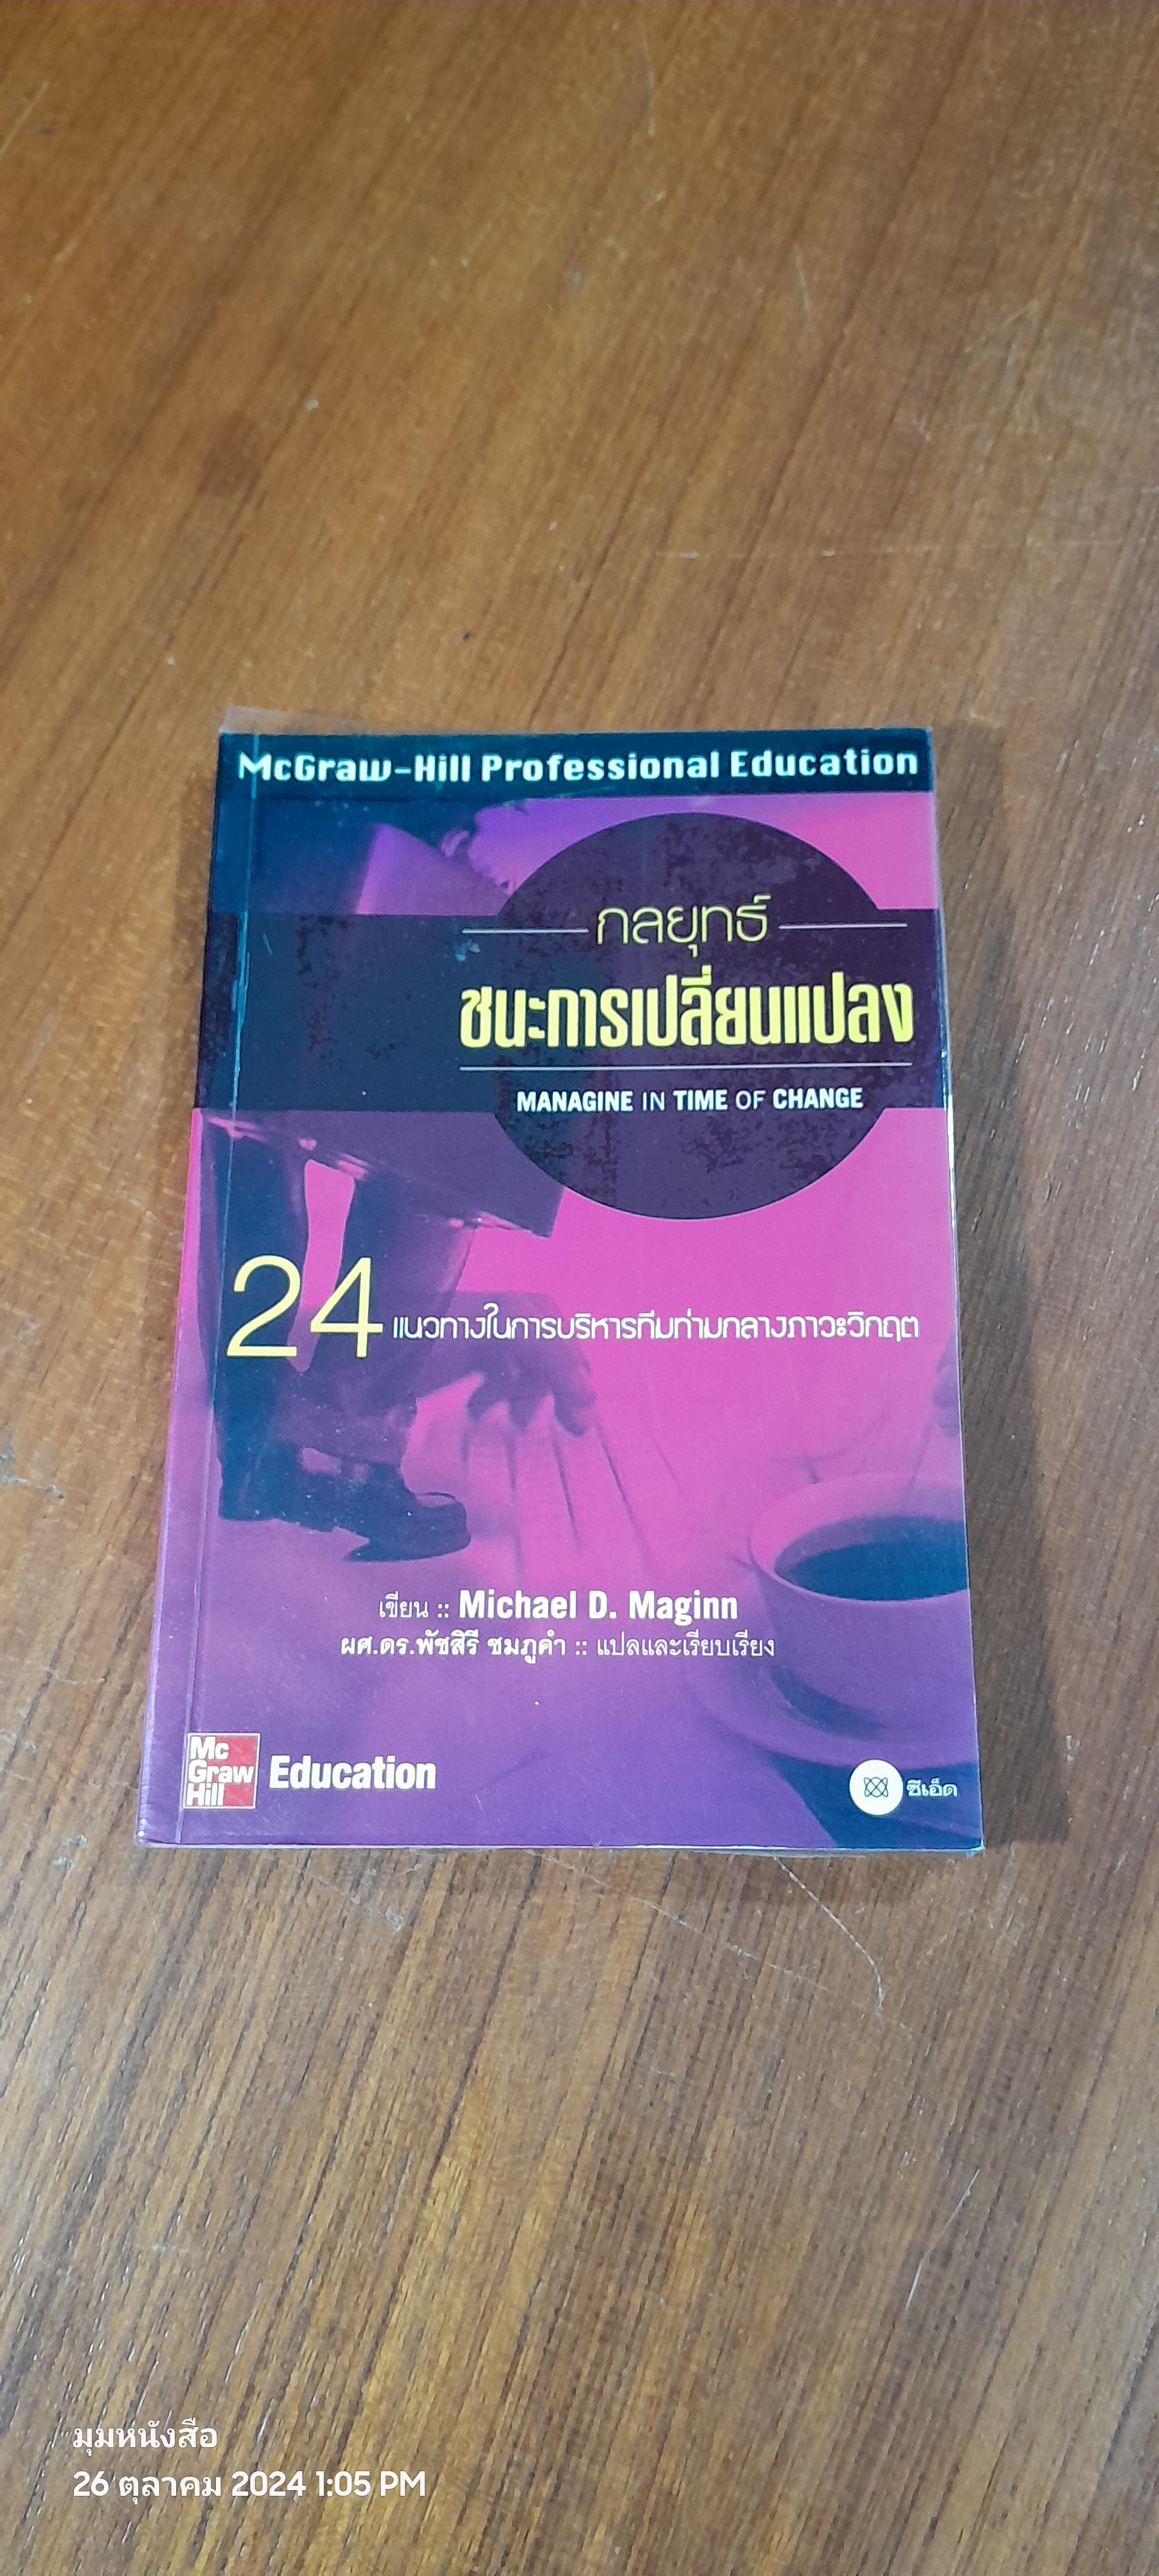 McGraw-Hill Professional Education
กลยุทธ์
ชนะการเปลี่ยนแปลง
MANAGINE IN TIME OF CHANGE
24 แนวทางในการบริหารทีมท่ามกลางภาวะวิกฤต
เขียน :: Michael D. Maginn
ผศ.ดร.พัชสิรี ชมภูคำ :: แปลและเรียบเรียง
Mc
Graw
Hill
Education
ซีเอ็ด
มุมหนังสือ
26 ตุลาคม 2024 1:05 PM